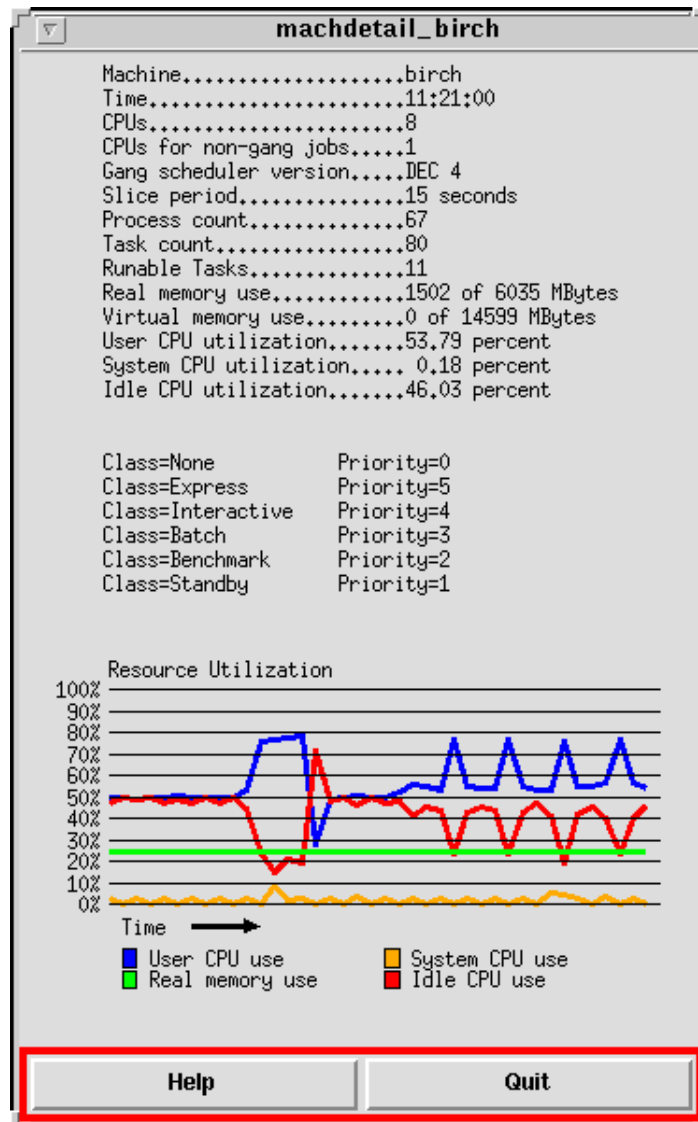 machdetail_birch
Machine....................birch
Time.......................11:21:00
CPUs.......................8
CPUs for non-gang jobs.....1
Gang scheduler version.....DEC 4
Slice period...............15 seconds
Process count..............67
Task count.................80
Runable Tasks..............11
Real memory use............1502 of 6035 MBytes
Virtual memory use.........0 of 14599 MBytes
User CPU utilization.......53.79 percent
System CPU utilization..... 0.18 percent
Idle CPU utilization.......46.03 percent
Class=None Priority=0
Class=Express Priority=5
Class=Interactive Priority=4
Class=Batch Priority=3
Class=Benchmark Priority=2
Class=Standby Priority=1
Resource Utilization
100%
90%
80%
70%
60%
50%
40%
30%
20%
10%
0%
Time
User CPU use System CPU use
Real memory use Idle CPU use
Help Quit